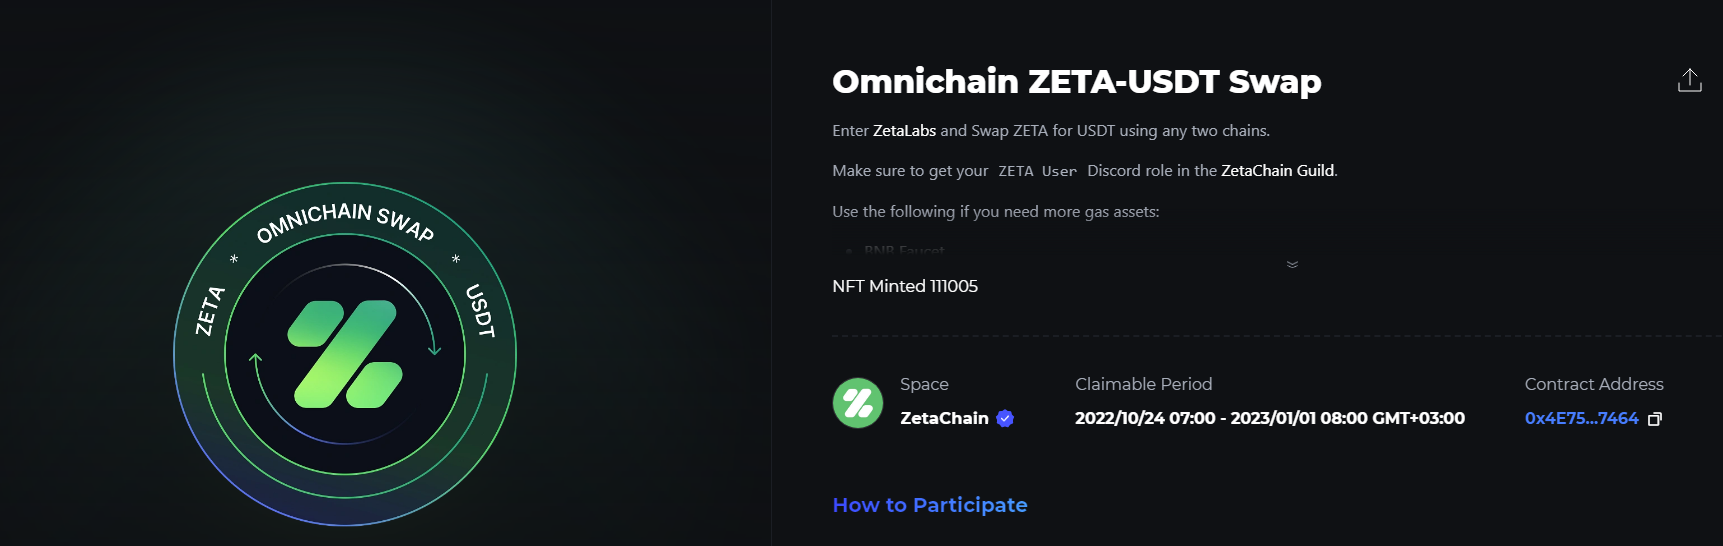 ZETA * OMNICHAIN SWAP * USDT
Omnichain ZETA-USDT Swap
Enter ZetaLabs and Swap ZETA for USDT using any two chains.
Make sure to get your ZETA User Discord role in the ZetaChain Guild.
Use the following if you need more gas assets:
• BNB Faucet
NFT Minted 111005
Space
ZetaChain
Claimable Period
2022/10/24 07:00 - 2023/01/01 08:00 GMT+03:00
Contract Address
0x4E75...7464
How to Participate